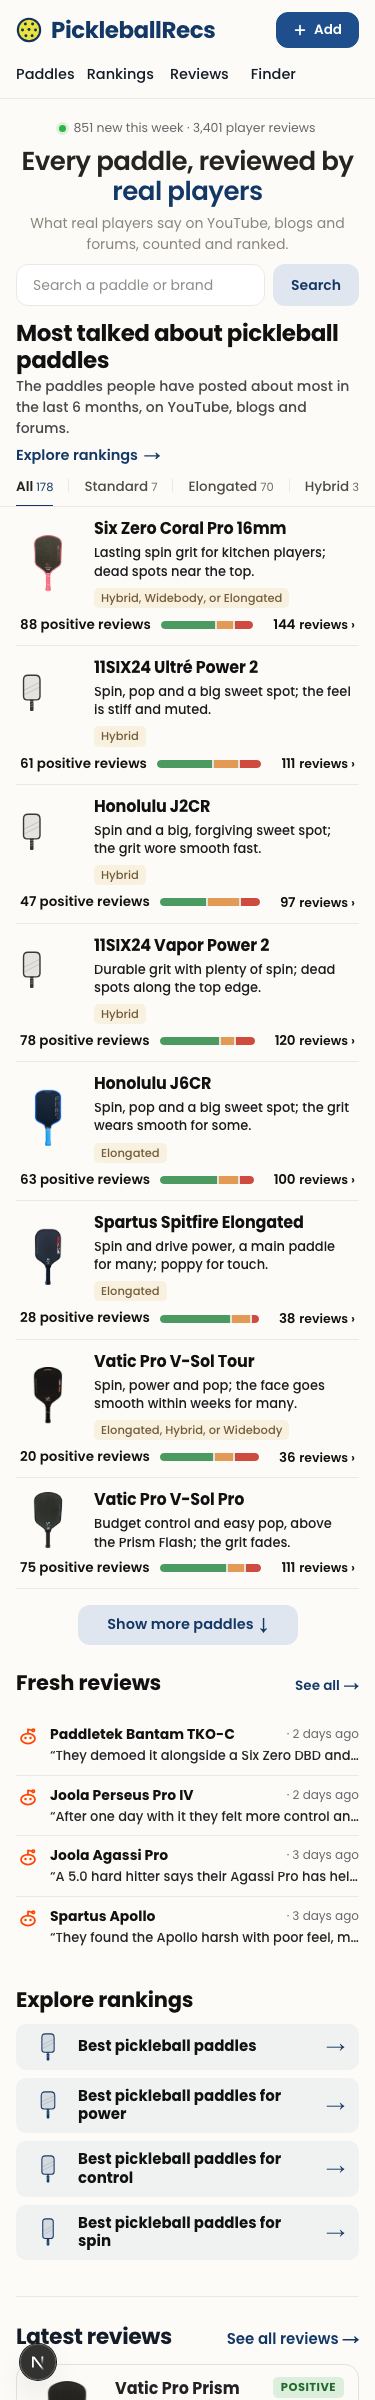 PickleballRecs
+ Add
Paddles Rankings Reviews Finder
851 new this week · 3,401 player reviews
Every paddle, reviewed by
real players
What real players say on YouTube, blogs and
forums, counted and ranked.
Search a paddle or brand
Search
Most talked about pickleball
paddles
The paddles people have posted about most in
the last 6 months, on YouTube, blogs and
forums.
Explore rankings →
All 178 Standard 7 Elongated 70 Hybrid 3
Six Zero Coral Pro 16mm
Lasting spin grit for kitchen players;
dead spots near the top.
Hybrid, Widebody, or Elongated
88 positive reviews 144 reviews ›
11SIX24 Ultré Power 2
Spin, pop and a big sweet spot; the feel
is stiff and muted.
Hybrid
61 positive reviews 111 reviews ›
Honolulu J2CR
Spin and a big, forgiving sweet spot;
the grit wore smooth fast.
Hybrid
47 positive reviews 97 reviews ›
11SIX24 Vapor Power 2
Durable grit with plenty of spin; dead
spots along the top edge.
Hybrid
78 positive reviews 120 reviews ›
Honolulu J6CR
Spin, pop and a big sweet spot; the grit
wears smooth for some.
Elongated
63 positive reviews 100 reviews ›
Spartus Spitfire Elongated
Spin and drive power, a main paddle
for many; poppy for touch.
Elongated
28 positive reviews 38 reviews ›
Vatic Pro V-Sol Tour
Spin, power and pop; the face goes
smooth within weeks for many.
Elongated, Hybrid, or Widebody
20 positive reviews 36 reviews ›
Vatic Pro V-Sol Pro
Budget control and easy pop, above
the Prism Flash; the grit fades.
75 positive reviews 111 reviews ›
Show more paddles ↓
Fresh reviews See all →
Paddletek Bantam TKO-C · 2 days ago
“They demoed it alongside a Six Zero DBD and…
Joola Perseus Pro IV · 2 days ago
“After one day with it they felt more control an…
Joola Agassi Pro · 3 days ago
“A 5.0 hard hitter says their Agassi Pro has hel…
Spartus Apollo · 3 days ago
“They found the Apollo harsh with poor feel, m…
Explore rankings
Best pickleball paddles →
Best pickleball paddles for
power →
Best pickleball paddles for
control →
Best pickleball paddles for
spin →
Latest reviews See all reviews →
N
Vatic Pro Prism POSITIVE